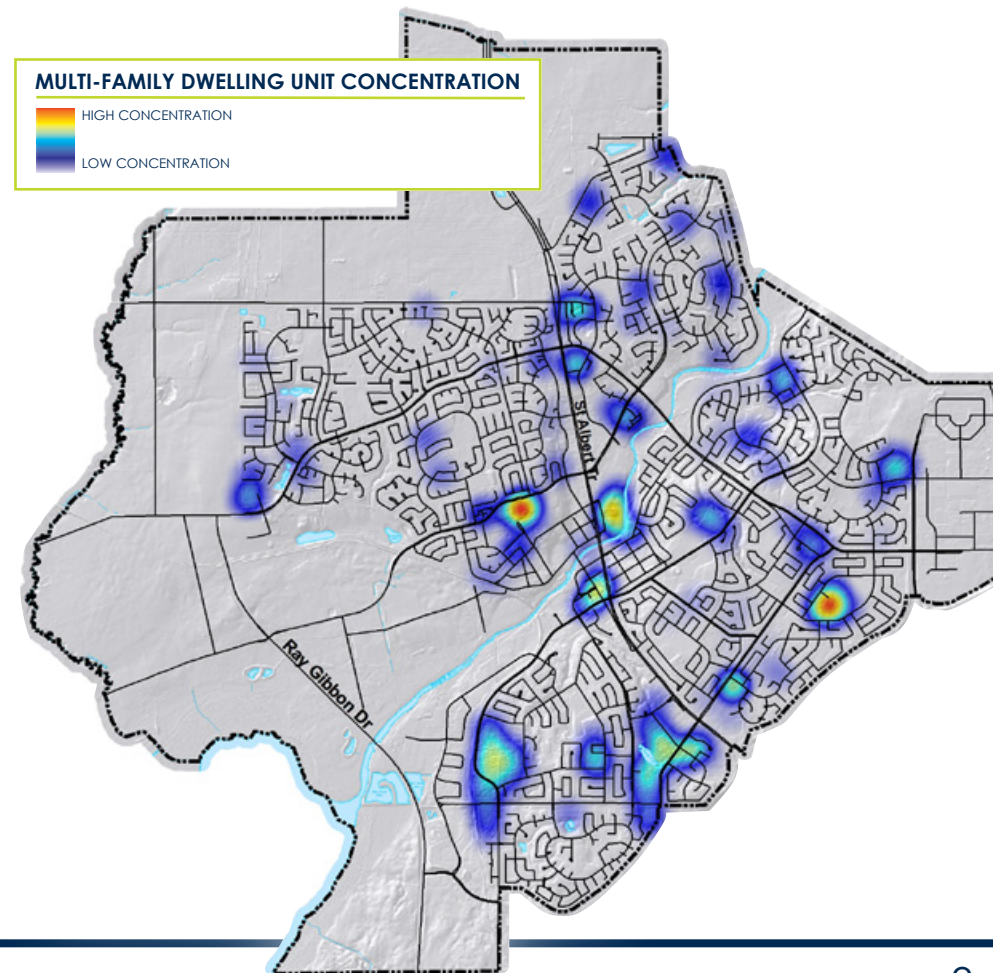 MULTI-FAMILY DWELLING UNIT CONCENTRATION
HIGH CONCENTRATION
LOW CONCENTRATION
St Albert Tr
Ray Gibbon Dr